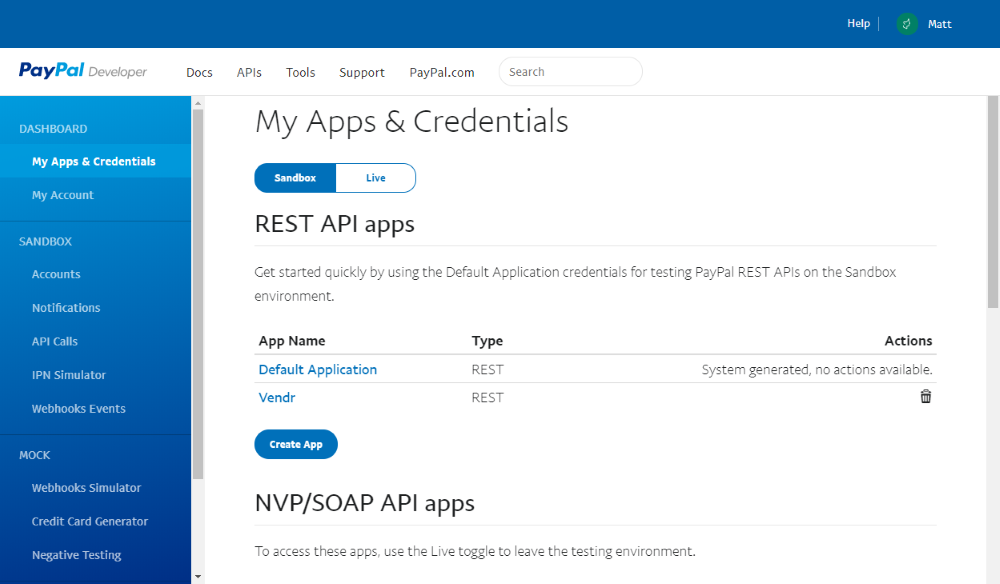 Help
Matt
PayPal Developer
Docs APIs Tools Support PayPal.com Search
DASHBOARD
My Apps & Credentials
My Account
SANDBOX
Accounts
Notifications
API Calls
IPN Simulator
Webhooks Events
MOCK
Webhooks Simulator
Credit Card Generator
Negative Testing
My Apps & Credentials
Sandbox Live
REST API apps
Get started quickly by using the Default Application credentials for testing PayPal REST APIs on the Sandbox
environment.
App Name Type Actions
Default Application REST System generated, no actions available.
Vendr REST
Create App
NVP/SOAP API apps
To access these apps, use the Live toggle to leave the testing environment.